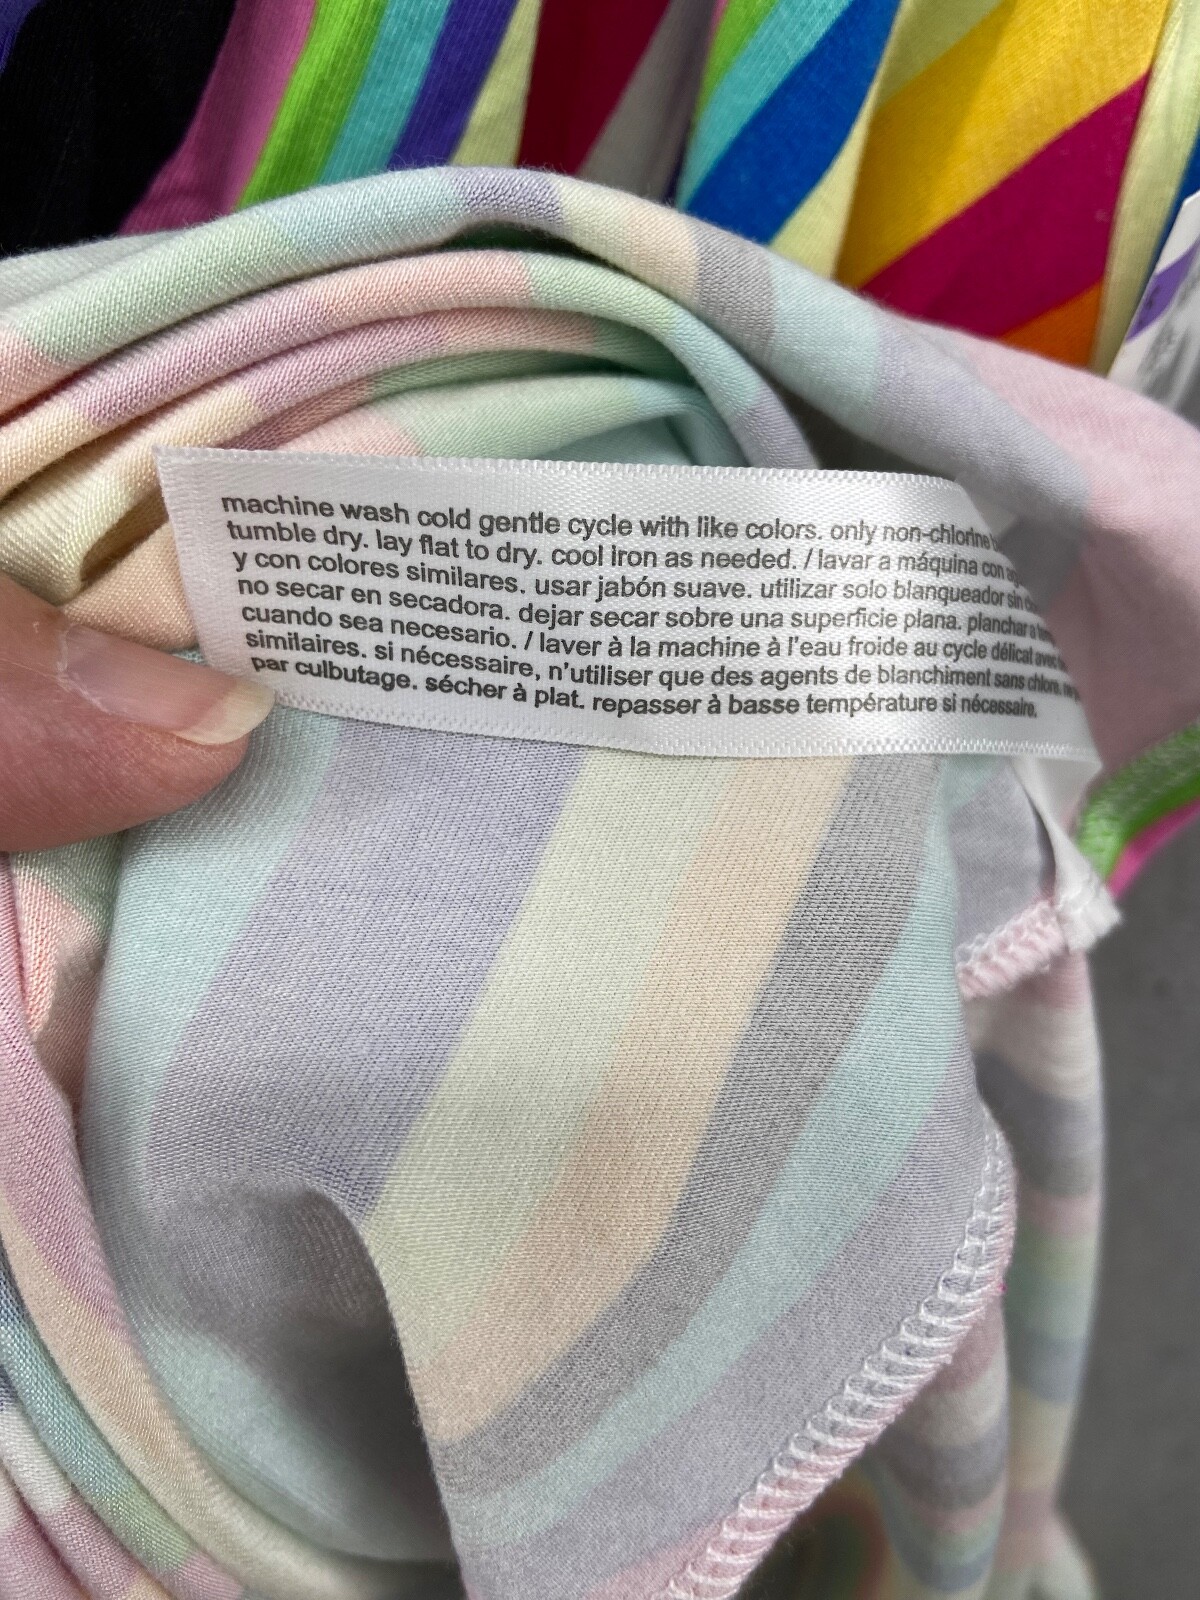 machine wash cold gentle cycle with like colors. only non-chlorine
tumble dry. lay flat to dry. cool iron as needed. / lavar a máquina con
y con colores similares. usar jabón suave. utilizar solo blanqueador sin
no secar en secadora. dejar secar sobre una superficie plana. planchar a
cuando sea necesario. / laver à la machine à l'eau froide au cycle délicat avec
similaires. si nécessaire, n'utiliser que des agents de blanchiment sans chlore.
par culbutage. sécher à plat. repasser à basse température si nécessaire.